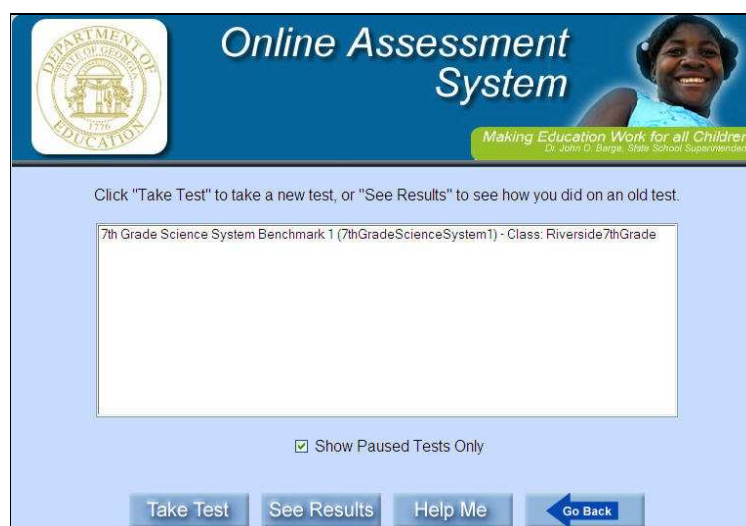 DEPARTMENT OF
STATE OF GEORGIA
1776
EDUCATION
Online Assessment
System
Making Education Work for all Children
Dr. John D. Barge, State School Superintendent
Click "Take Test" to take a new test, or "See Results" to see how you did on an old test.
7th Grade Science System Benchmark 1 (7thGradeScienceSystem1) - Class: Riverside7thGrade
Show Paused Tests Only
Take Test
See Results
Help Me
Go Back